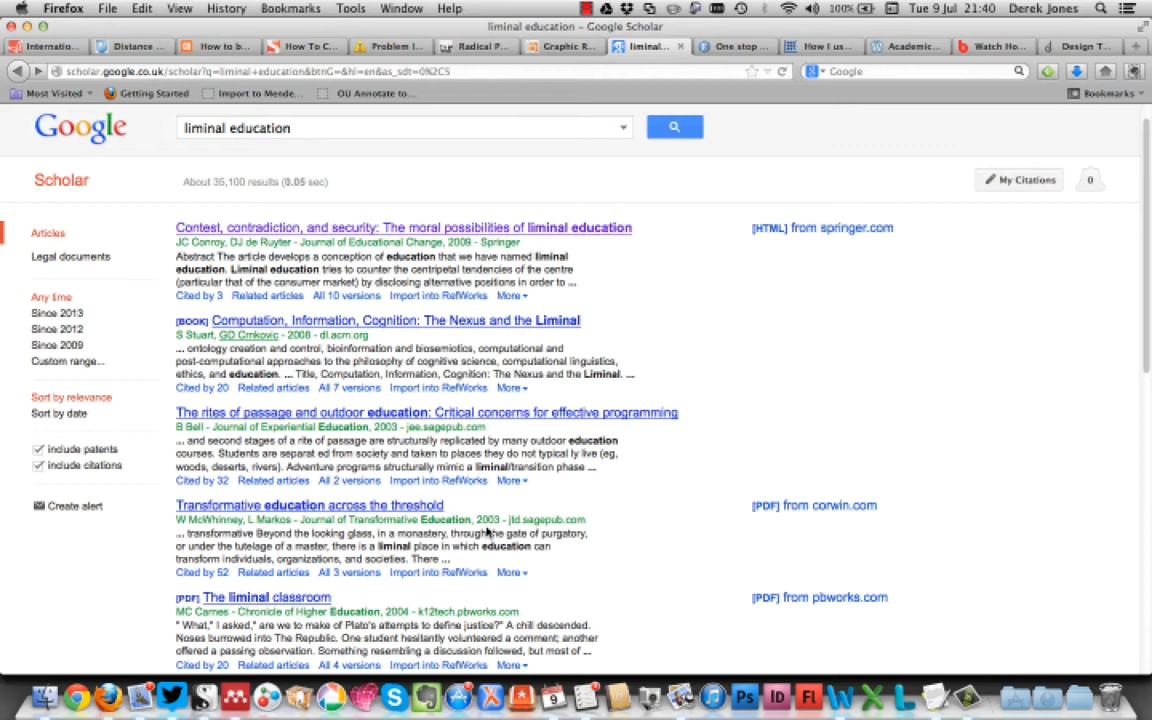 Firefox File Edit View History Bookmarks Tools Window Help 100% Tue 9 Jul 21:40 Derek Jones
liminal education – Google Scholar
Internatio... Distance ... How to b... How To C... Problem I... Radical P... Graphic R... liminal... One stop ... How I us... Academic... Watch Ho... Design T...
scholar.google.co.uk/scholar?q=liminal+education&btnG=&hl=en&as_sdt=0%2C5 Google
Most Visited Getting Started Import to Mende... OU Annotate to... Bookmarks
Google liminal education
Scholar About 35,100 results (0.05 sec) My Citations 0
Articles
Legal documents
Any time
Since 2013
Since 2012
Since 2009
Custom range...
Sort by relevance
Sort by date
include patents
include citations
Create alert
Contest, contradiction, and security: The moral possibilities of liminal education [HTML] from springer.com
JC Conroy, DJ de Ruyter - Journal of Educational Change, 2009 - Springer
Abstract The article develops a conception of education that we have named liminal
education. Liminal education tries to counter the centripetal tendencies of the centre
(particular that of the consumer market) by disclosing alternative positions in order to ...
Cited by 3 Related articles All 10 versions Import into RefWorks More
[BOOK] Computation, Information, Cognition: The Nexus and the Liminal
S Stuart, GD Crnkovic - 2008 - dl.acm.org
... ontology creation and control, bioinformation and biosemiotics, computational and
post-computational approaches to the philosophy of cognitive science, computational linguistics,
ethics, and education. ... Title, Computation, Information, Cognition: The Nexus and the Liminal. ...
Cited by 20 Related articles All 7 versions Import into RefWorks More
The rites of passage and outdoor education: Critical concerns for effective programming
B Bell - Journal of Experiential Education, 2003 - jee.sagepub.com
... and second stages of a rite of passage are structurally replicated by many outdoor education
courses. Students are separat ed from society and taken to places they do not typically live (eg,
woods, deserts, rivers). Adventure programs structurally mimic a liminal/transition phase ...
Cited by 32 Related articles All 2 versions Import into RefWorks More
Transformative education across the threshold [PDF] from corwin.com
W McWhinney, L Markos - Journal of Transformative Education, 2003 - jtd.sagepub.com
... transformative Beyond the looking glass, in a monastery, through the gate of purgatory,
or under the tutelage of a master, there is a liminal place in which education can
transform individuals, organizations, and societies. There ...
Cited by 52 Related articles All 3 versions Import into RefWorks More
[PDF] The liminal classroom [PDF] from pbworks.com
MC Carnes - Chronicle of Higher Education, 2004 - k12tech.pbworks.com
" What," I asked," are we to make of Plato's attempts to define justice?" A chill descended.
Noses burrowed into The Republic. One student hesitantly volunteered a comment; another
offered a passing observation. Something resembling a discussion followed, but most of ...
Cited by 20 Related articles All 4 versions Import into RefWorks More
9 Ps ID Fl